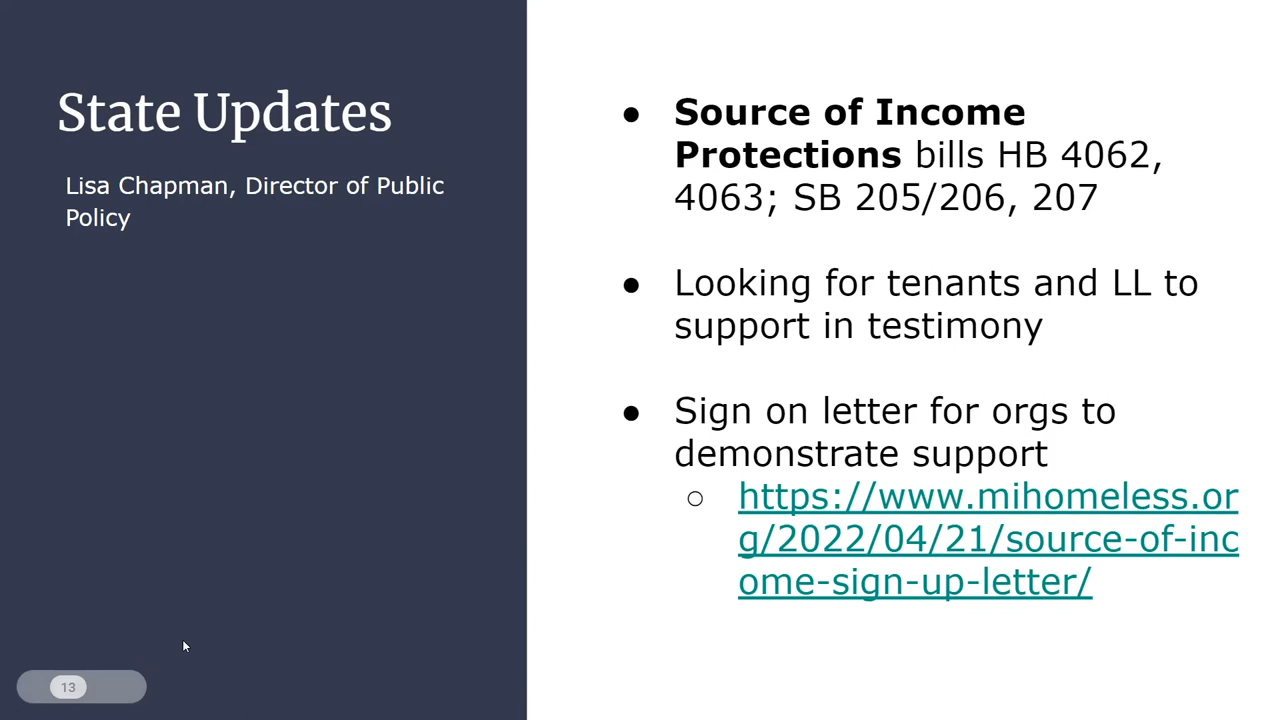 State Updates
Lisa Chapman, Director of Public
Policy
● Source of Income
Protections bills HB 4062,
4063; SB 205/206, 207
● Looking for tenants and LL to
support in testimony
● Sign on letter for orgs to
demonstrate support
○ https://www.mihomeless.or
g/2022/04/21/source-of-inc
ome-sign-up-letter/
13